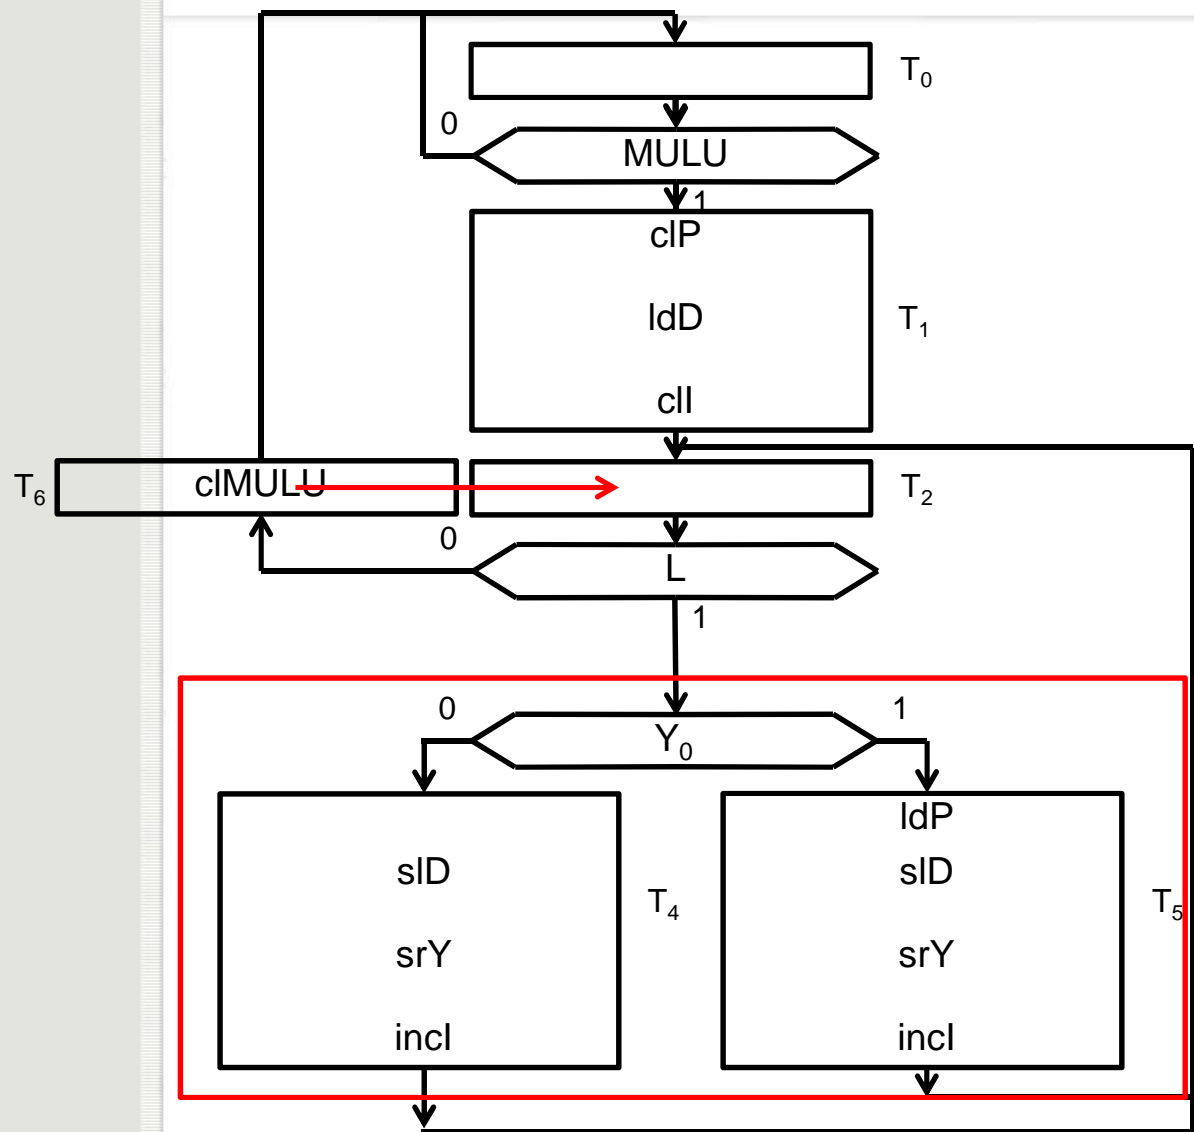 T0
0
MULU
1
clP
ldD
T1
clI
T6
clMULU
T2
0
L
1
0
1
Y0
ldP
slD
slD
T4
T5
srY
srY
incI
incI